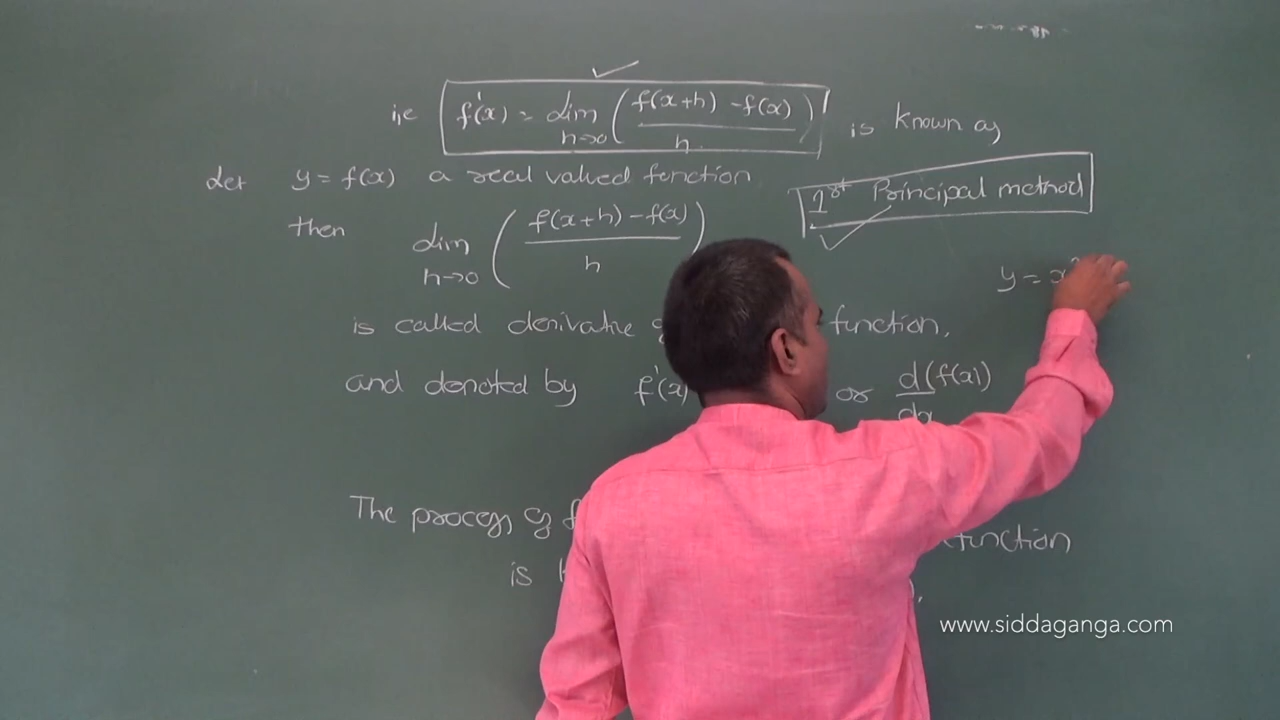 i,e f'(x) = lim h→0 ( f(x+h) - f(x) / h ) is known as
1st Principal method
Let y = f(x) a real valued function
then lim h→0 ( f(x+h) - f(x) / h )
y = x
is called derivative function,
and denoted by f'(x) or d(f(x)) / dx
The process of function
is
www.siddaganga.com